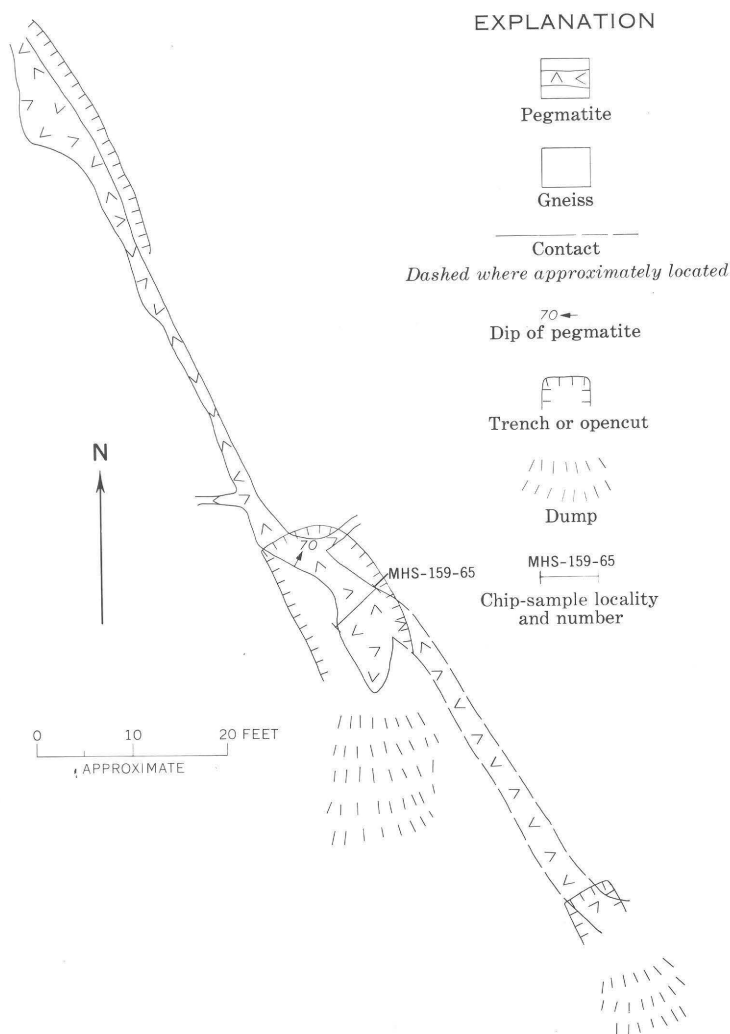 EXPLANATION
Pegmatite
Gneiss
Contact
Dashed where approximately located
70
Dip of pegmatite
Trench or opencut
Dump
MHS-159-65
Chip-sample locality
and number
N
70
MHS-159-65
0 10 20 FEET
APPROXIMATE